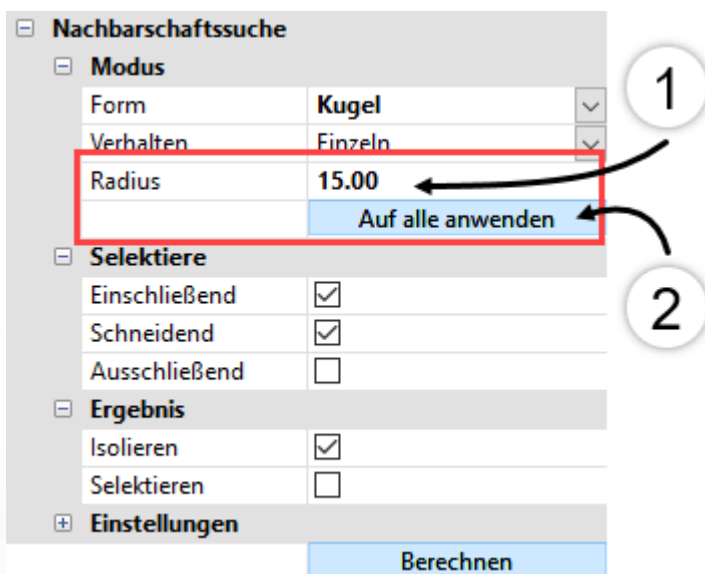 Nachbarschaftssuche
Modus
Form Kugel
1
Verhalten Einzeln
Radius 15.00
Auf alle anwenden
Selektiere
Einschließend
2
Schneidend
Ausschließend
Ergebnis
Isolieren
Selektieren
Einstellungen
Berechnen